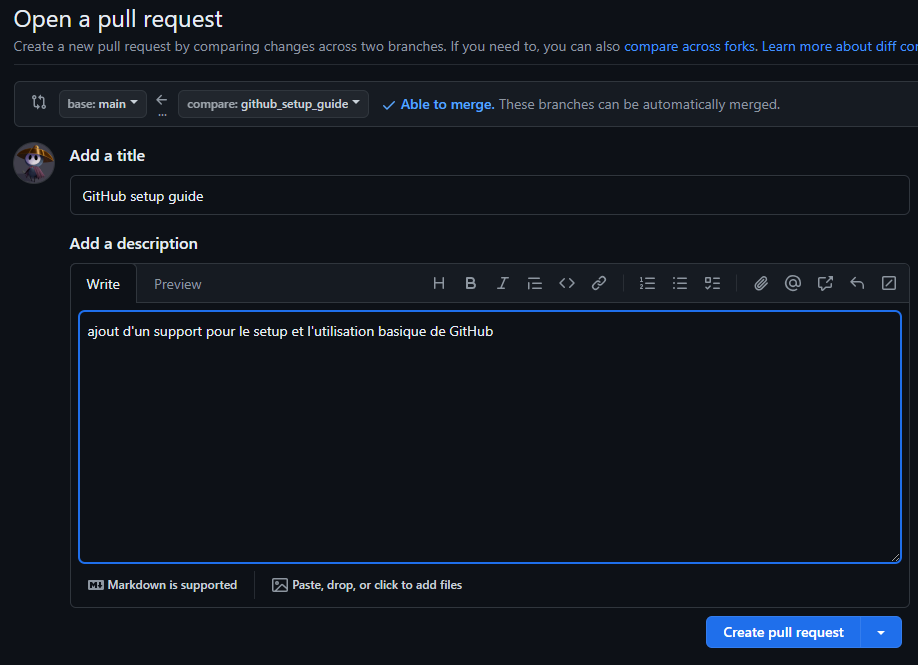 Open a pull request
Create a new pull request by comparing changes across two branches. If you need to, you can also compare across forks. Learn more about diff
base: main ... compare: github_setup_guide Able to merge. These branches can be automatically merged.
Add a title
GitHub setup guide
Add a description
Write Preview
ajout d'un support pour le setup et l'utilisation basique de GitHub
Markdown is supported Paste, drop, or click to add files
Create pull request